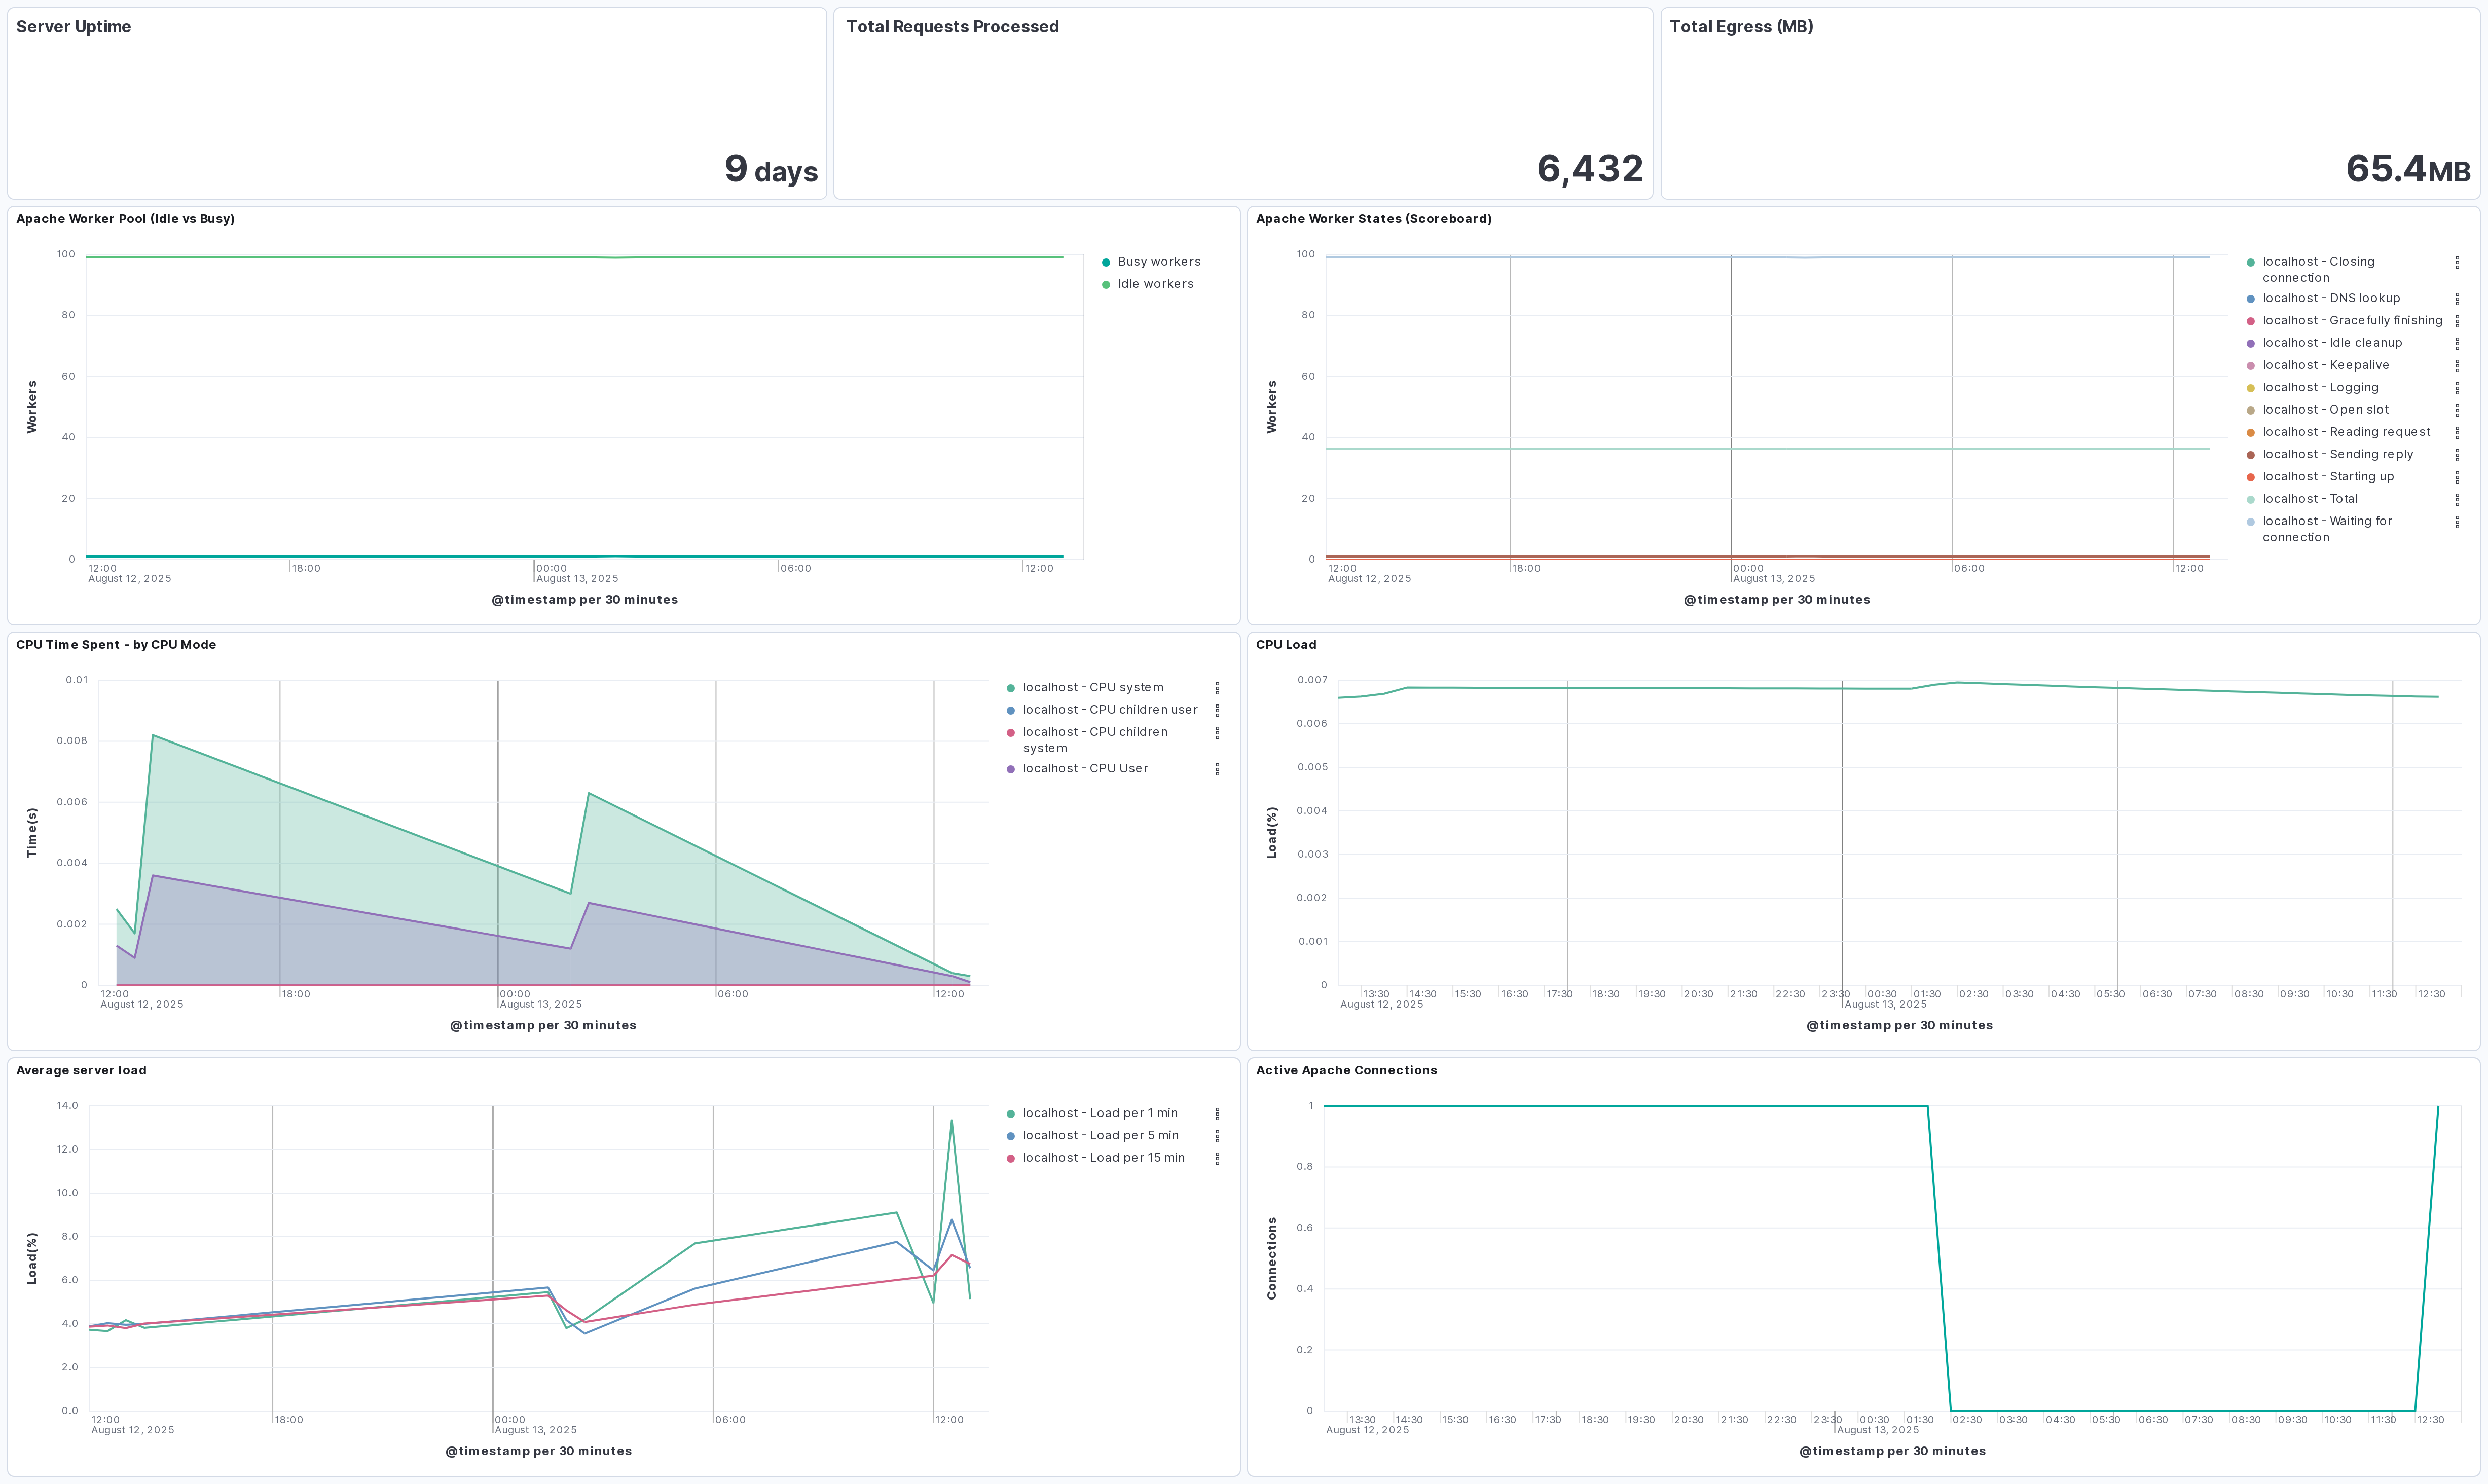 Server Uptime
9 days
Total Requests Processed
6,432
Total Egress (MB)
65.4MB
Apache Worker Pool (Idle vs Busy)
100
80
60
40
20
0
Workers
12:00
18:00
00:00
06:00
12:00
August 12, 2025
August 13, 2025
@timestamp per 30 minutes
Busy workers
Idle workers
Apache Worker States (Scoreboard)
100
80
60
40
20
0
Workers
12:00
18:00
00:00
06:00
12:00
August 12, 2025
August 13, 2025
@timestamp per 30 minutes
localhost - Closing
connection
localhost - DNS lookup
localhost - Gracefully finishing
localhost - Idle cleanup
localhost - Keepalive
localhost - Logging
localhost - Open slot
localhost - Reading request
localhost - Sending reply
localhost - Starting up
localhost - Total
localhost - Waiting for
connection
CPU Time Spent - by CPU Mode
0.01
0.008
0.006
0.004
0.002
0
Time(s)
12:00
18:00
00:00
06:00
12:00
August 12, 2025
August 13, 2025
@timestamp per 30 minutes
localhost - CPU system
localhost - CPU children user
localhost - CPU children
system
localhost - CPU User
CPU Load
0.007
0.006
0.005
0.004
0.003
0.002
0.001
0
Load(%)
13:30
14:30
15:30
16:30
17:30
18:30
19:30
20:30
21:30
22:30
23:30
00:30
01:30
02:30
03:30
04:30
05:30
06:30
07:30
08:30
09:30
10:30
11:30
12:30
August 12, 2025
August 13, 2025
@timestamp per 30 minutes
Average server load
14.0
12.0
10.0
8.0
6.0
4.0
2.0
0.0
Load(%)
12:00
18:00
00:00
06:00
12:00
August 12, 2025
August 13, 2025
@timestamp per 30 minutes
localhost - Load per 1 min
localhost - Load per 5 min
localhost - Load per 15 min
Active Apache Connections
1
0.8
0.6
0.4
0.2
0
Connections
13:30
14:30
15:30
16:30
17:30
18:30
19:30
20:30
21:30
22:30
23:30
00:30
01:30
02:30
03:30
04:30
05:30
06:30
07:30
08:30
09:30
10:30
11:30
12:30
August 12, 2025
August 13, 2025
@timestamp per 30 minutes